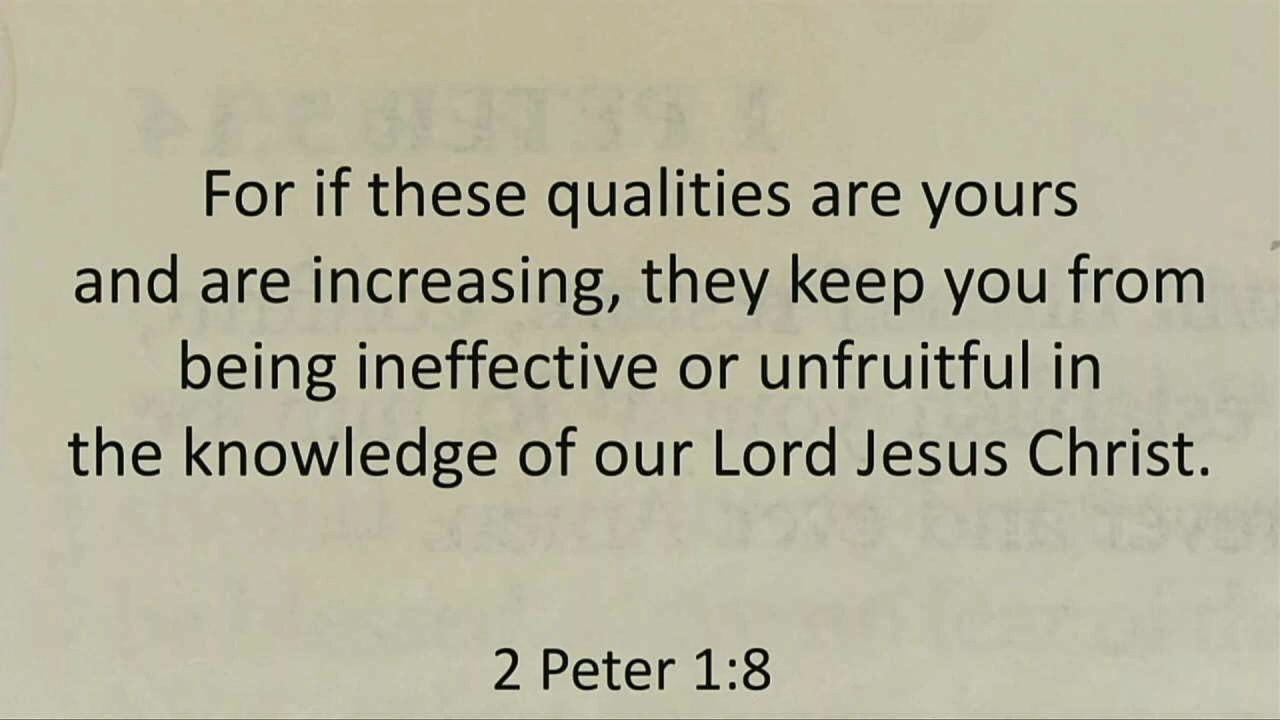 For if these qualities are yours
and are increasing, they keep you from
being ineffective or unfruitful in
the knowledge of our Lord Jesus Christ.
2 Peter 1:8